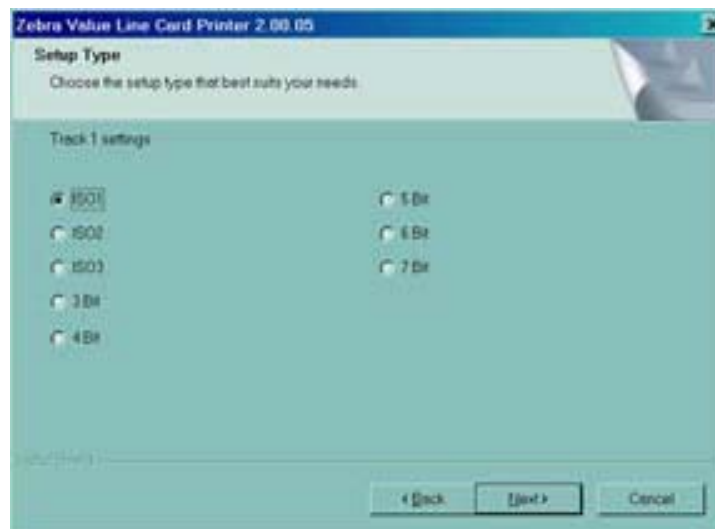 Zebra Value Line Card Printer 2.00.05
Setup Type
Choose the setup type that best suits your needs.
Track 1 settings
ISO1
ISO2
ISO3
3 Bit
4 Bit
5 Bit
6 Bit
7 Bit
< Back
Next >
Cancel